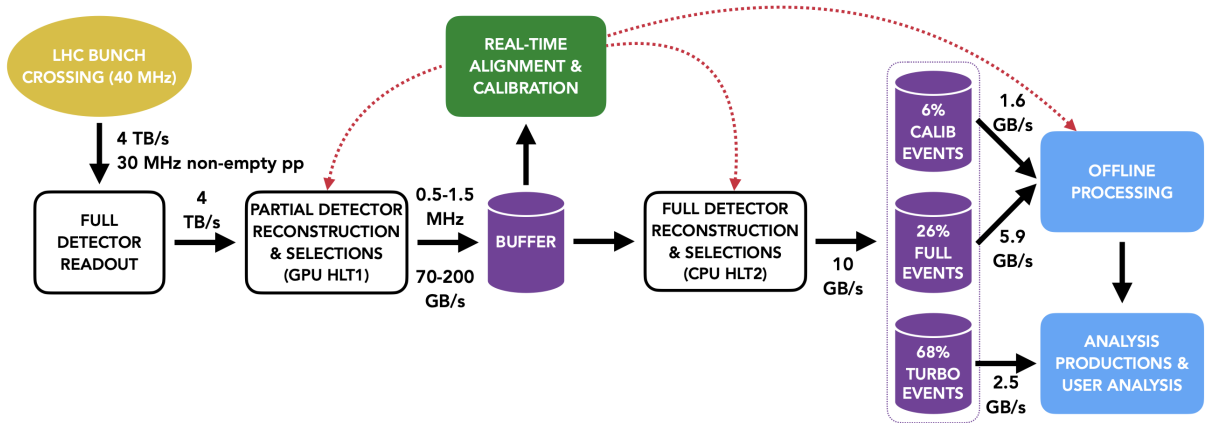 LHC BUNCH
CROSSING (40 MHz)
4 TB/s
30 MHz non-empty pp
FULL
DETECTOR
READOUT
4
TB/s
PARTIAL DETECTOR
RECONSTRUCTION
& SELECTIONS
(GPU HLT1)
0.5-1.5
MHz
70-200
GB/s
BUFFER
REAL-TIME
ALIGNMENT &
CALIBRATION
FULL DETECTOR
RECONSTRUCTION
& SELECTIONS
(CPU HLT2)
10
GB/s
6%
CALIB
EVENTS
1.6
GB/s
26%
FULL
EVENTS
5.9
GB/s
68%
TURBO
EVENTS
2.5
GB/s
OFFLINE
PROCESSING
ANALYSIS
PRODUCTIONS &
USER ANALYSIS